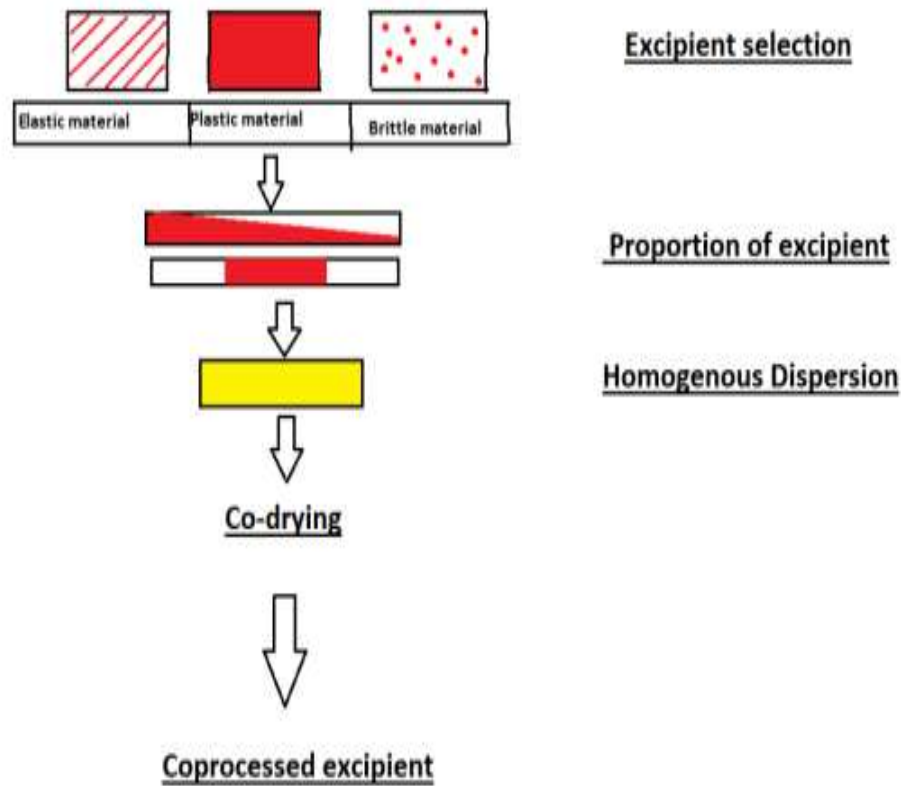 Excipient selection
Elastic material
Plastic material
Brittle material
Proportion of excipient
Homogenous Dispersion
Co-drying
Coprocessed excipient